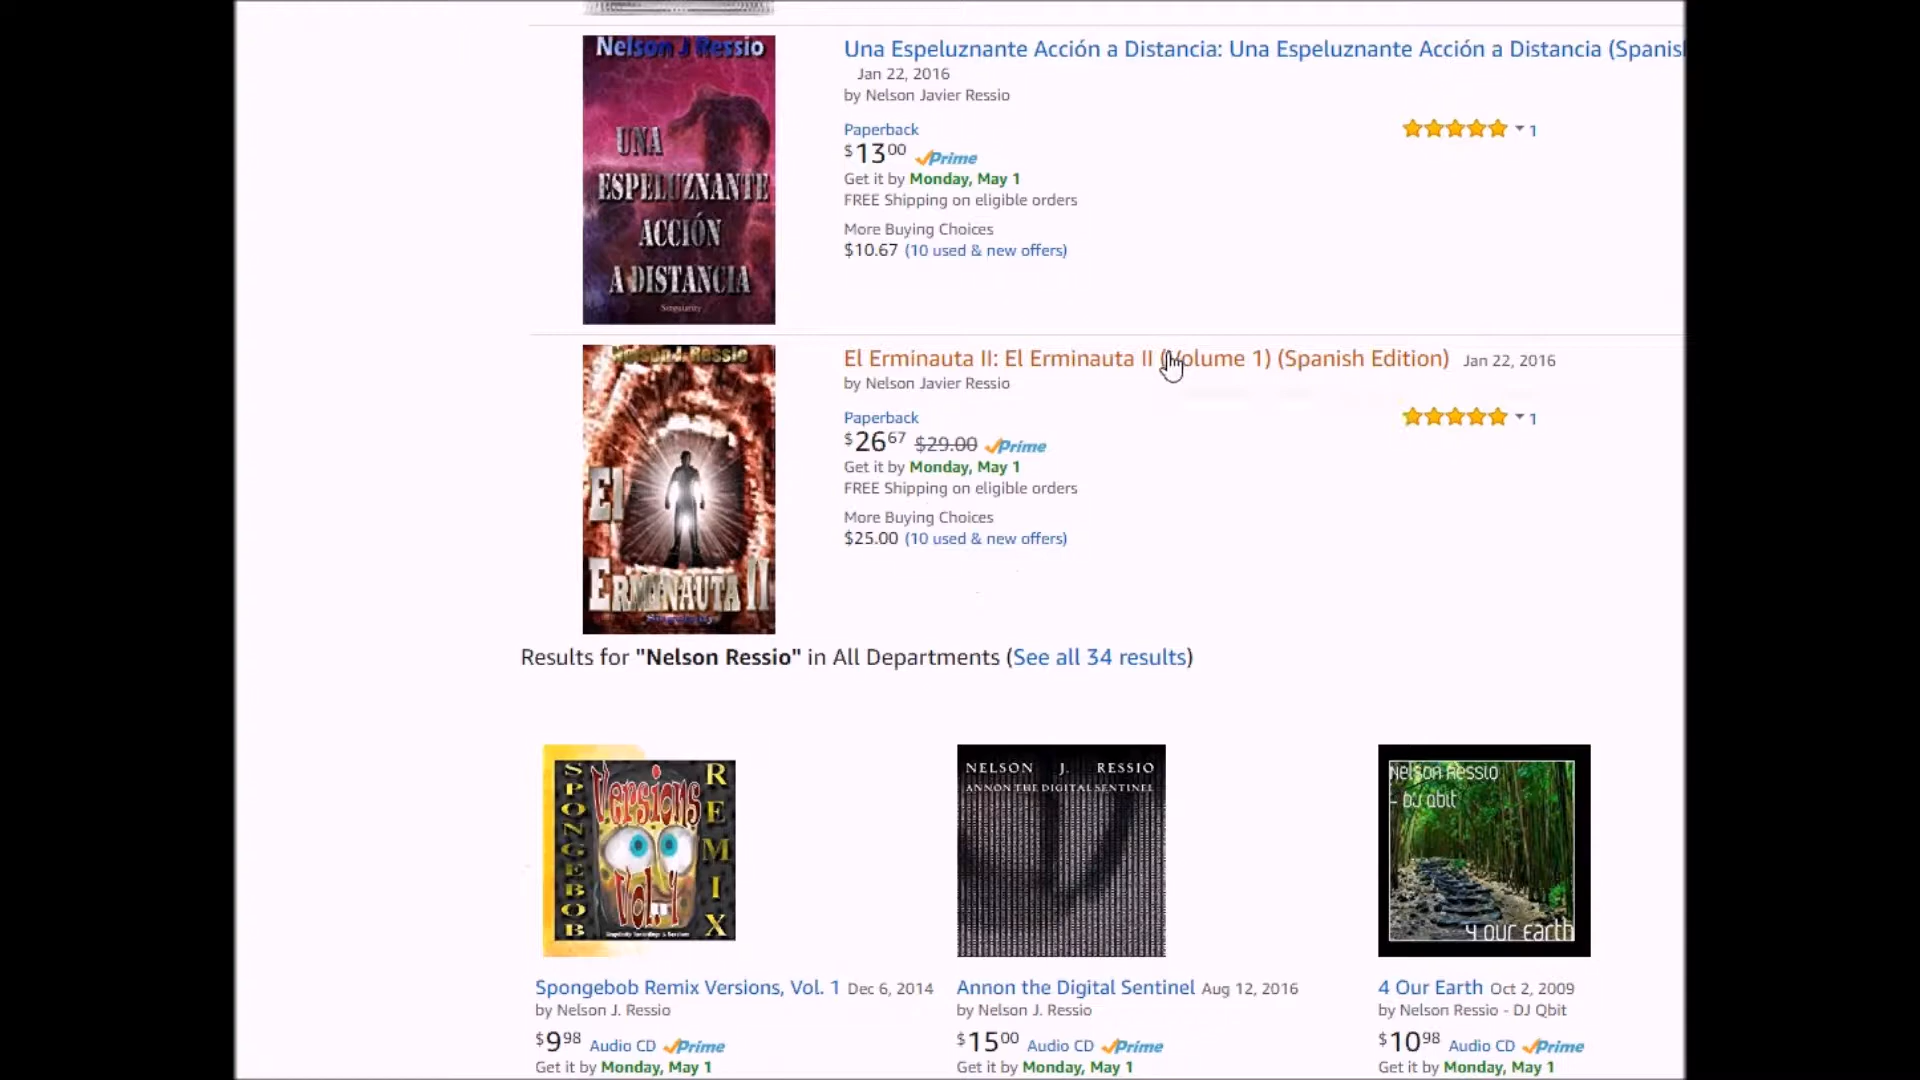 Nelson J Ressio
UNA
ESPELUZNANTE
ACCIÓN
A DISTANCIA
Singularity
Una Espeluznante Acción a Distancia: Una Espeluznante Acción a Distancia (Spanis
Jan 22, 2016
by Nelson Javier Ressio
Paperback
$13 00 Prime
1
Get it by Monday, May 1
FREE Shipping on eligible orders
More Buying Choices
$10.67 (10 used & new offers)
Nelson J. Ressio
El
ERMINAUTA II
El Erminauta II: El Erminauta II (Volume 1) (Spanish Edition) Jan 22, 2016
by Nelson Javier Ressio
Paperback
$26 67 $29.00 Prime
1
Get it by Monday, May 1
FREE Shipping on eligible orders
More Buying Choices
$25.00 (10 used & new offers)
Results for "Nelson Ressio" in All Departments (See all 34 results)
SPONGEBOB
Versions
Vol. 1
REMIX
NELSON J. RESSIO
ANNON THE DIGITAL SENTINEL
Nelson Ressio
- DJ Qbit
4 our Earth
Spongebob Remix Versions, Vol. 1 Dec 6, 2014
by Nelson J. Ressio
$9 98 Audio CD Prime
Get it by Monday, May 1
Annon the Digital Sentinel Aug 12, 2016
by Nelson J. Ressio
$15 00 Audio CD Prime
Get it by Monday, May 1
4 Our Earth Oct 2, 2009
by Nelson Ressio - DJ Qbit
$10 98 Audio CD Prime
Get it by Monday, May 1